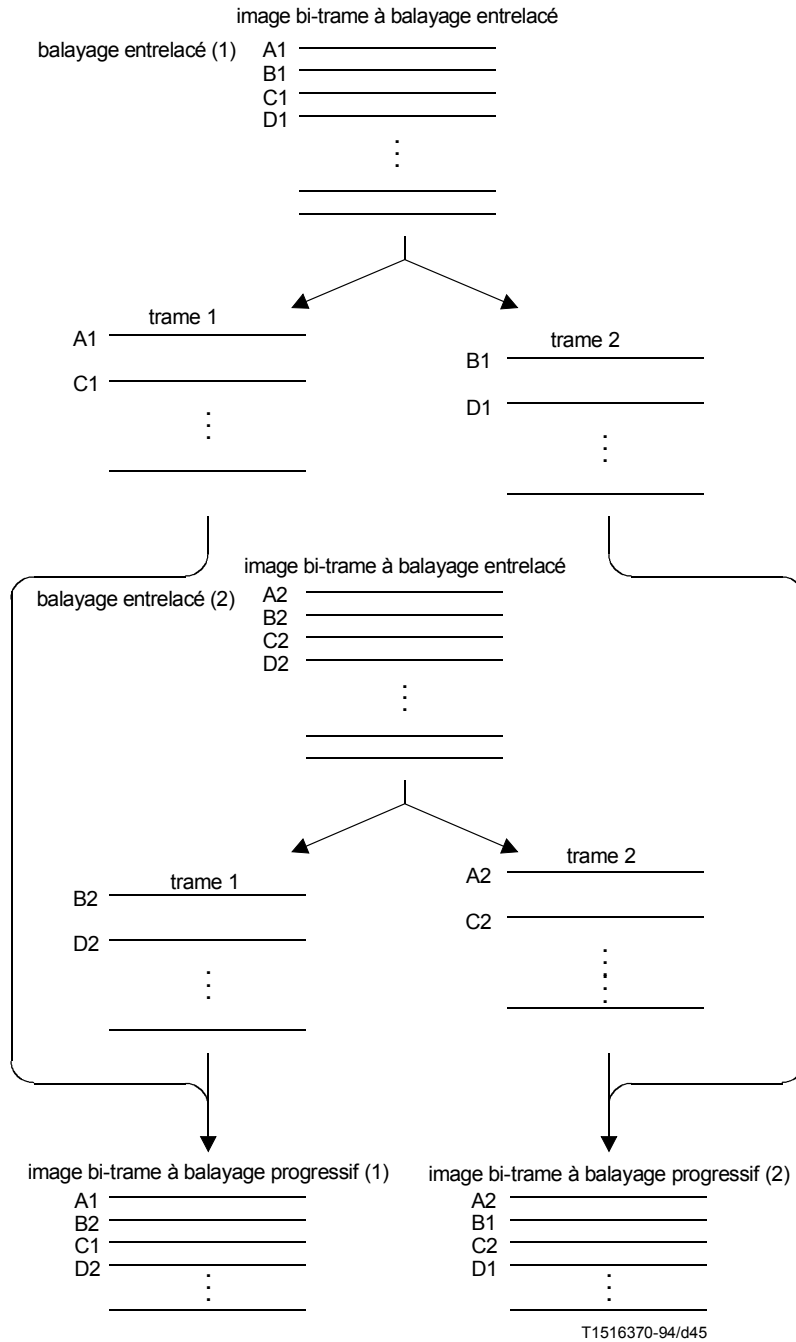 image bi-trame à balayage entrelacé
balayage entrelacé (1)
A1
B1
C1
D1
trame 1
A1
C1
trame 2
B1
D1
image bi-trame à balayage entrelacé
balayage entrelacé (2)
A2
B2
C2
D2
trame 1
B2
D2
trame 2
A2
C2
image bi-trame à balayage progressif (1)
A1
B2
C1
D2
image bi-trame à balayage progressif (2)
A2
B1
C2
D1
T1516370-94/d45